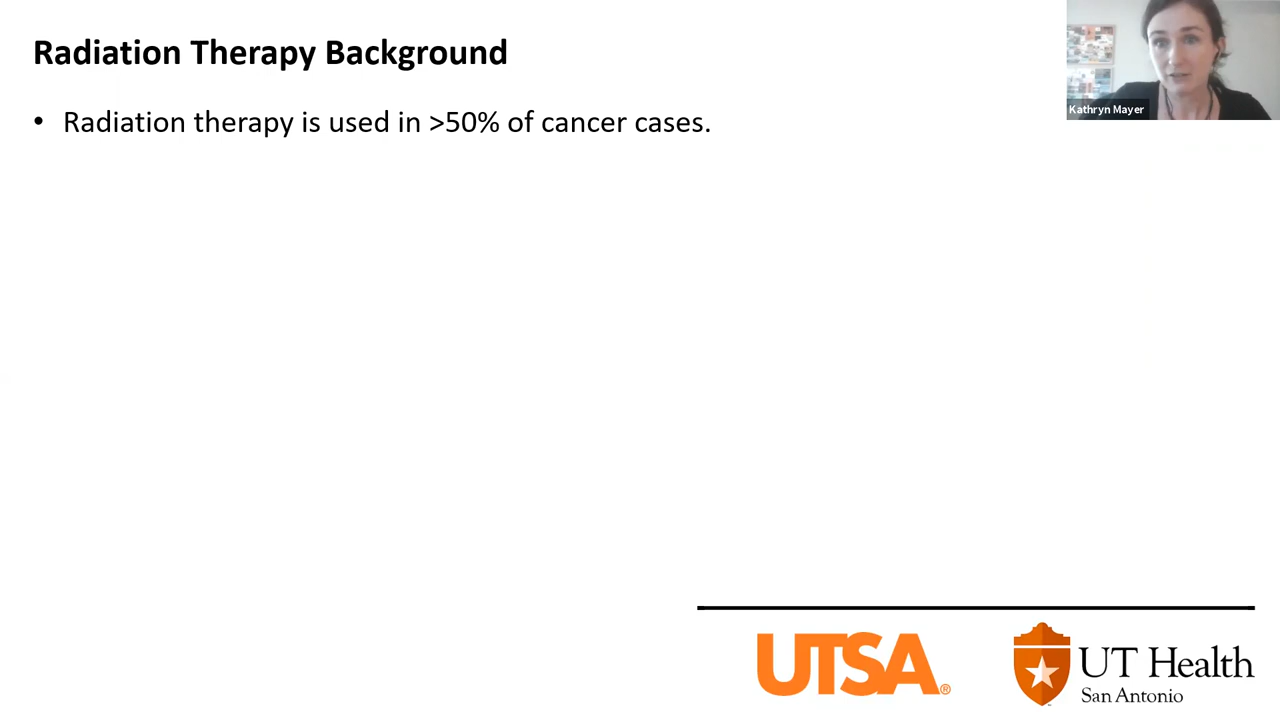 Radiation Therapy Background
Kathryn Mayer
• Radiation therapy is used in >50% of cancer cases.
UTSA®
UT Health
San Antonio